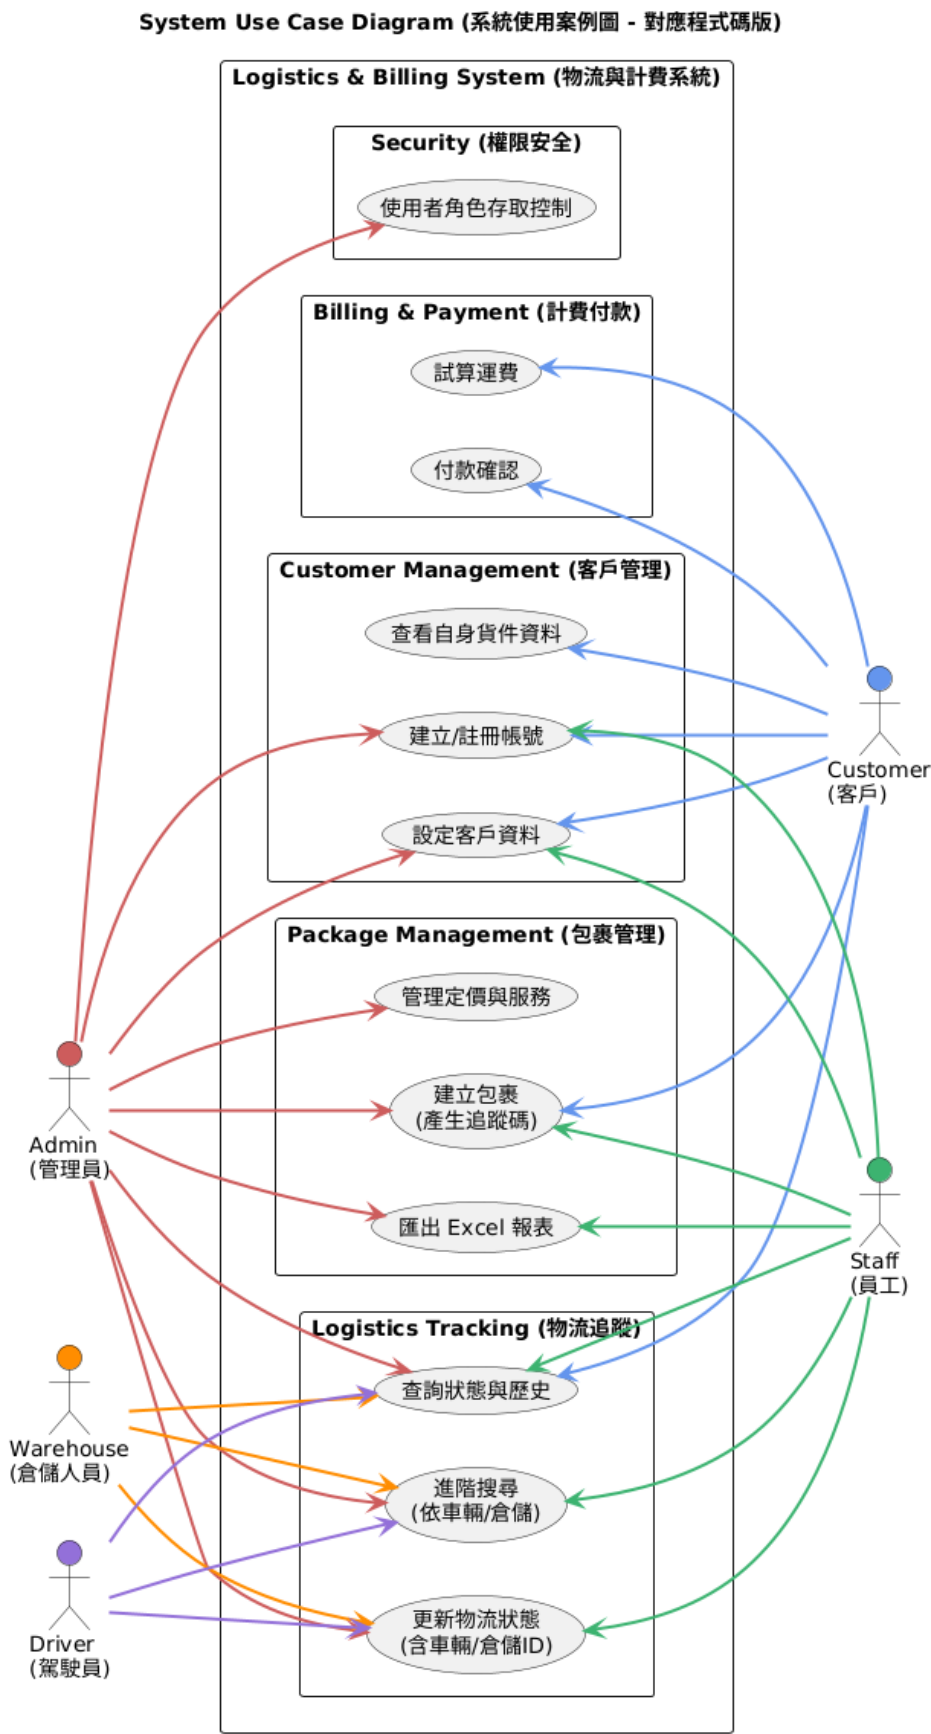 System Use Case Diagram (系統使用案例圖 - 對應程式碼版)
Logistics & Billing System (物流與計費系統)
Security (權限安全)
使用者角色存取控制
Billing & Payment (計費付款)
試算運費
付款確認
Customer Management (客戶管理)
查看自身貨件資料
建立/註冊帳號
設定客戶資料
Customer
(客戶)
Package Management (包裹管理)
管理定價與服務
建立包裹
(產生追蹤碼)
匯出 Excel 報表
Admin
(管理員)
Staff
(員工)
Logistics Tracking (物流追蹤)
查詢狀態與歷史
進階搜尋
(依車輛/倉儲)
更新物流狀態
(含車輛/倉儲ID)
Warehouse
(倉儲人員)
Driver
(駕駛員)